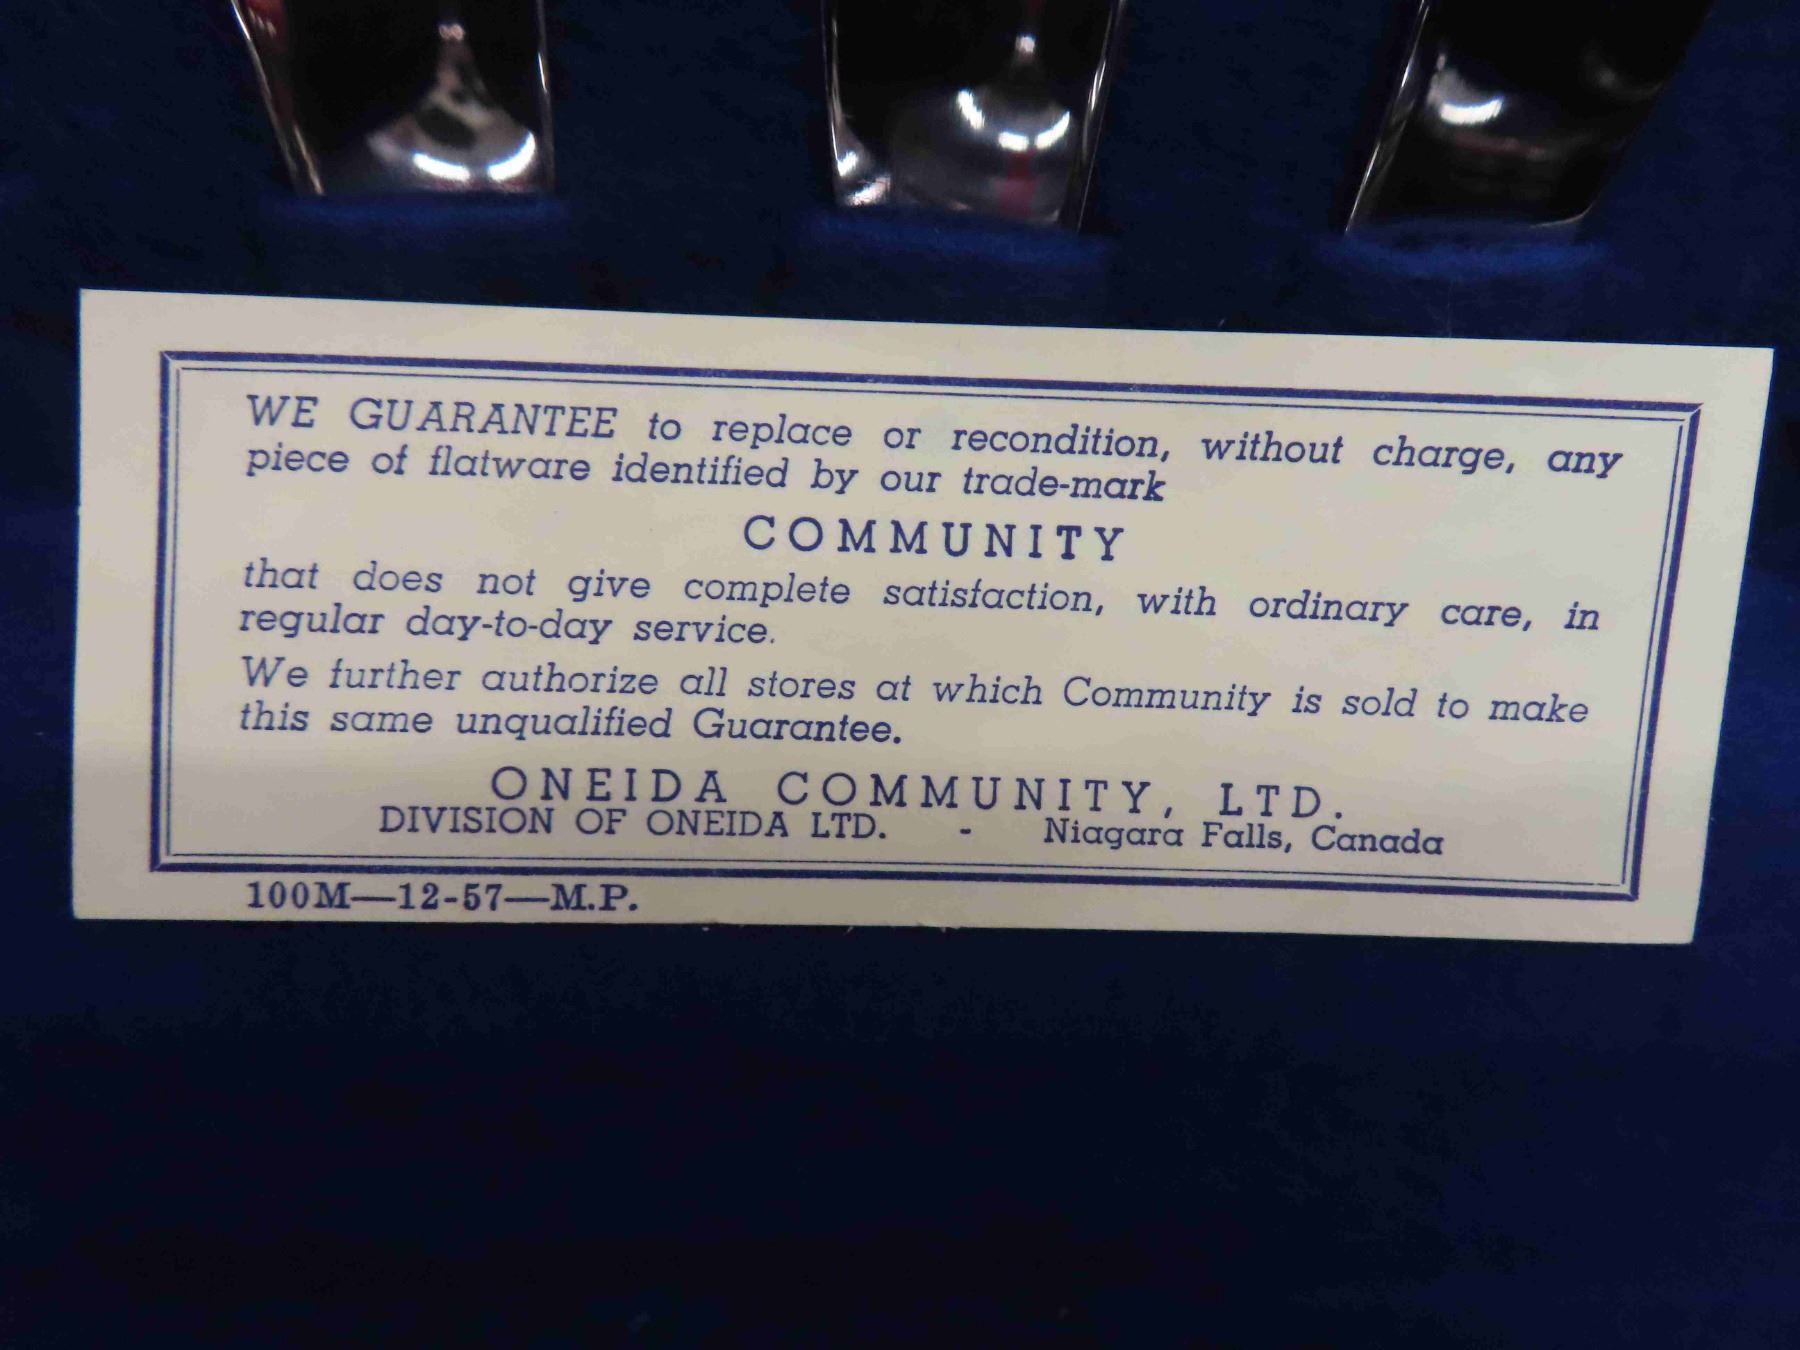 WE GUARANTEE to replace or recondition, without charge, any
piece of flatware identified by our trade-mark
COMMUNITY
that does not give complete satisfaction, with ordinary care, in
regular day-to-day service.
We further authorize all stores at which Community is sold to make
this same unqualified Guarantee.
ONEIDA COMMUNITY, LTD.
DIVISION OF ONEIDA LTD. - Niagara Falls, Canada
100M—12-57—M.P.